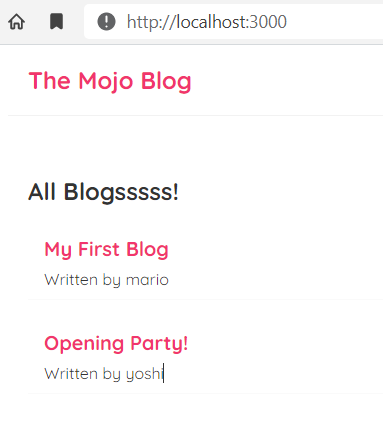 http://localhost:3000
The Mojo Blog
All Blogsssss!
My First Blog
Written by mario
Opening Party!
Written by yoshi